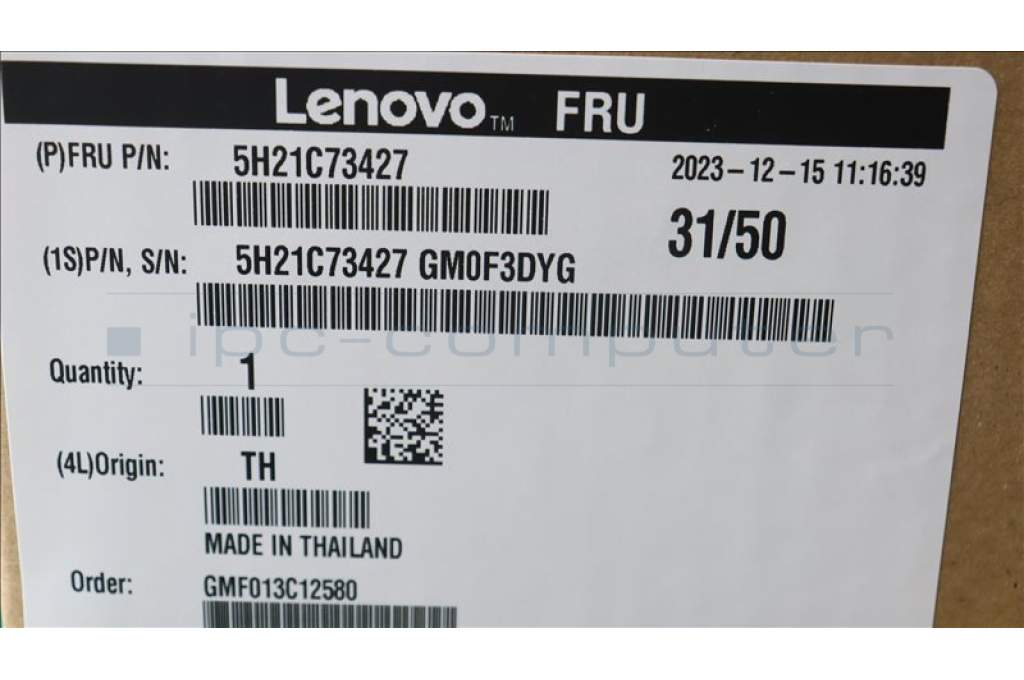 Lenovo™ FRU
(P)FRU P/N: 5H21C73427
2023-12-15 11:16:39
31/50
(1S)P/N, S/N: 5H21C73427 GM0F3DYG
ipc-computer
Quantity: 1
(4L)Origin: TH
MADE IN THAILAND
Order: GMF013C12580